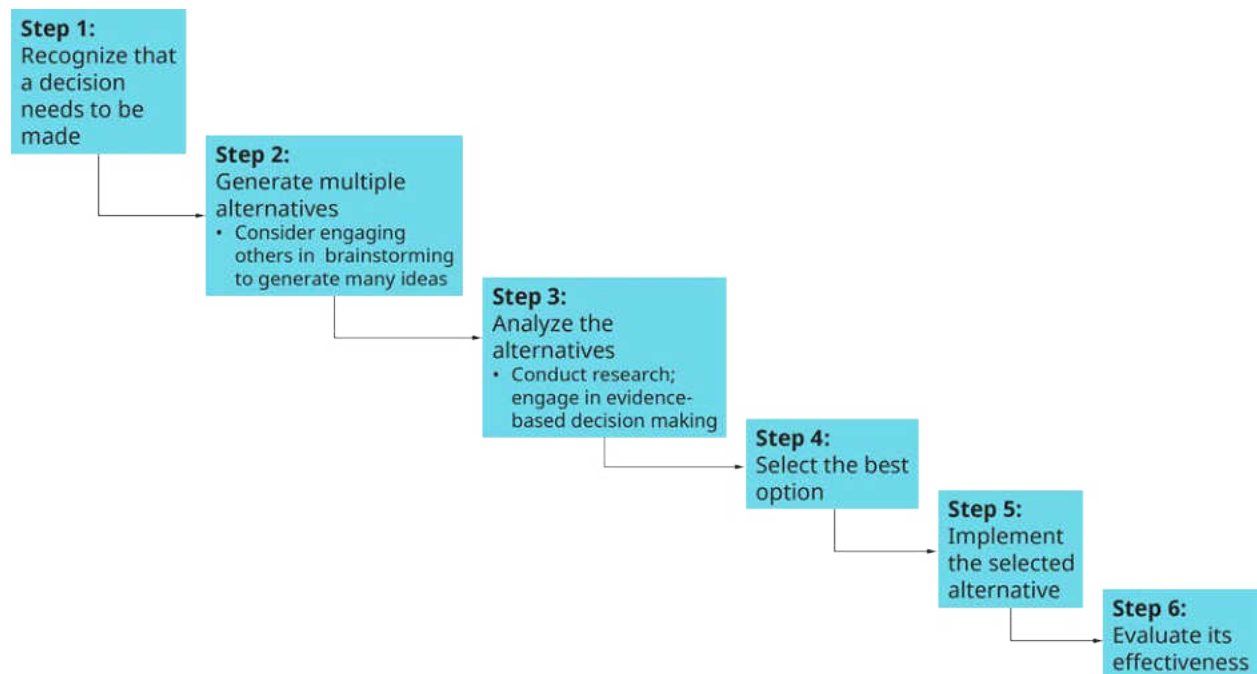 Step 1:
Recognize that
a decision
needs to be
made
Step 2:
Generate multiple
alternatives
• Consider engaging
others in brainstorming
to generate many ideas
Step 3:
Analyze the
alternatives
• Conduct research;
engage in evidence-
based decision making
Step 4:
Select the best
option
Step 5:
Implement
the selected
alternative
Step 6:
Evaluate its
effectiveness